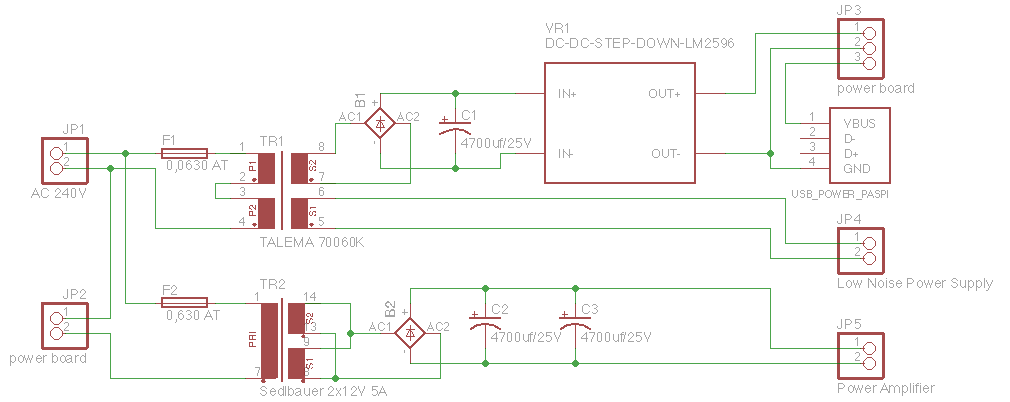 JP3
VR1
DC-DC-STEP-DOWN-LM2596
1
2
3
IN+
OUT+
power board
B1
+
AC1
AC2
-
+
C1
4700uf/25V
JP1
1
2
AC 240V
F1
0,0630 AT
TR1
1
8
P1
S2
2
7
3
6
P2
S1
4
5
TALEMA 70060K
IN-
OUT-
1
VBUS
2
D-
3
D+
4
GND
USB_POWER_PASPI
JP4
1
2
Low Noise Power Supply
JP2
1
2
power board
F2
0,630 AT
TR2
1
14
S2
13
PRI
9
S1
7
Sedlbauer 2x12V 5A
B2
+
AC1
AC2
-
+
C2
4700uf/25V
+
C3
4700uf/25V
JP5
1
2
Power Amplifier